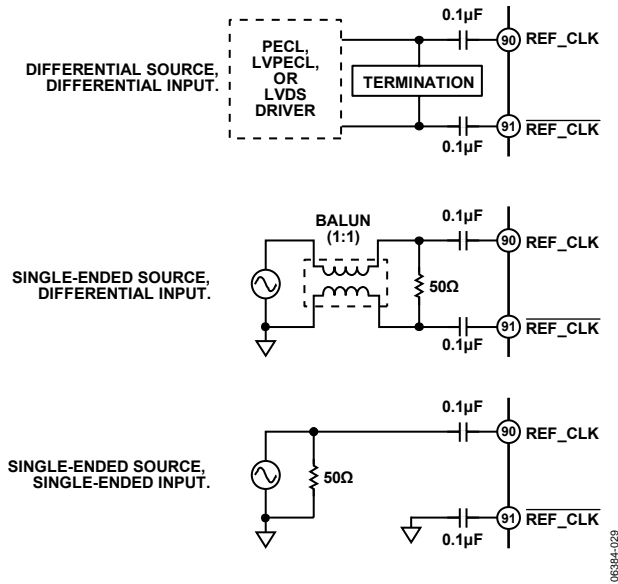 DIFFERENTIAL SOURCE,
DIFFERENTIAL INPUT.
PECL,
LVPECL,
OR
LVDS
DRIVER
TERMINATION
0.1µF
90 REF_CLK
91 REF_CLK
0.1µF
SINGLE-ENDED SOURCE,
DIFFERENTIAL INPUT.
BALUN
(1:1)
50Ω
0.1µF
90 REF_CLK
91 REF_CLK
0.1µF
SINGLE-ENDED SOURCE,
SINGLE-ENDED INPUT.
50Ω
0.1µF
90 REF_CLK
91 REF_CLK
0.1µF
06384-029